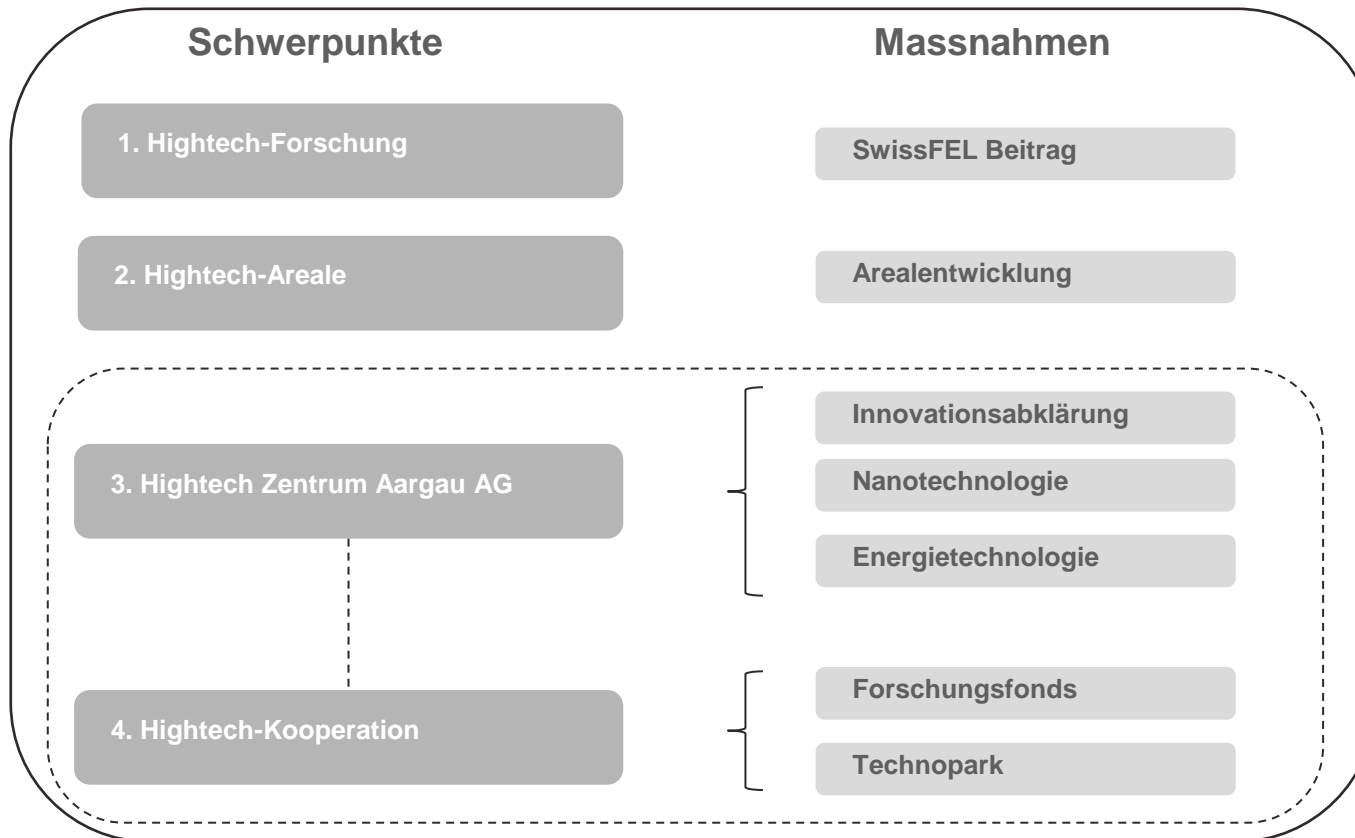 Schwerpunkte
Massnahmen
1. Hightech-Forschung
SwissFEL Beitrag
2. Hightech-Areale
Arealentwicklung
3. Hightech Zentrum Aargau AG
Innovationsabklärung
Nanotechnologie
Energietechnologie
4. Hightech-Kooperation
Forschungsfonds
Technopark